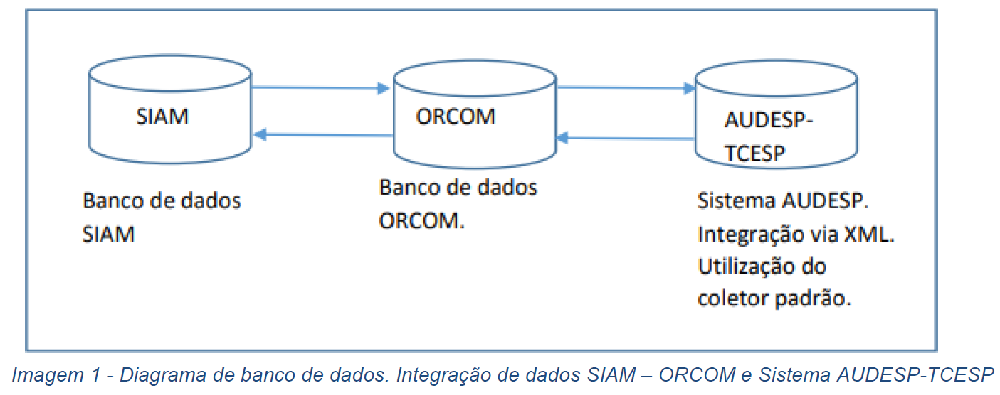 SIAM
ORCOM
AUDESP-
TCESP
Banco de dados
SIAM
Banco de dados
ORCOM.
Sistema AUDESP.
Integração via XML.
Utilização do
coletor padrão.
Imagem 1 - Diagrama de banco de dados. Integração de dados SIAM – ORCOM e Sistema AUDESP-TCESP